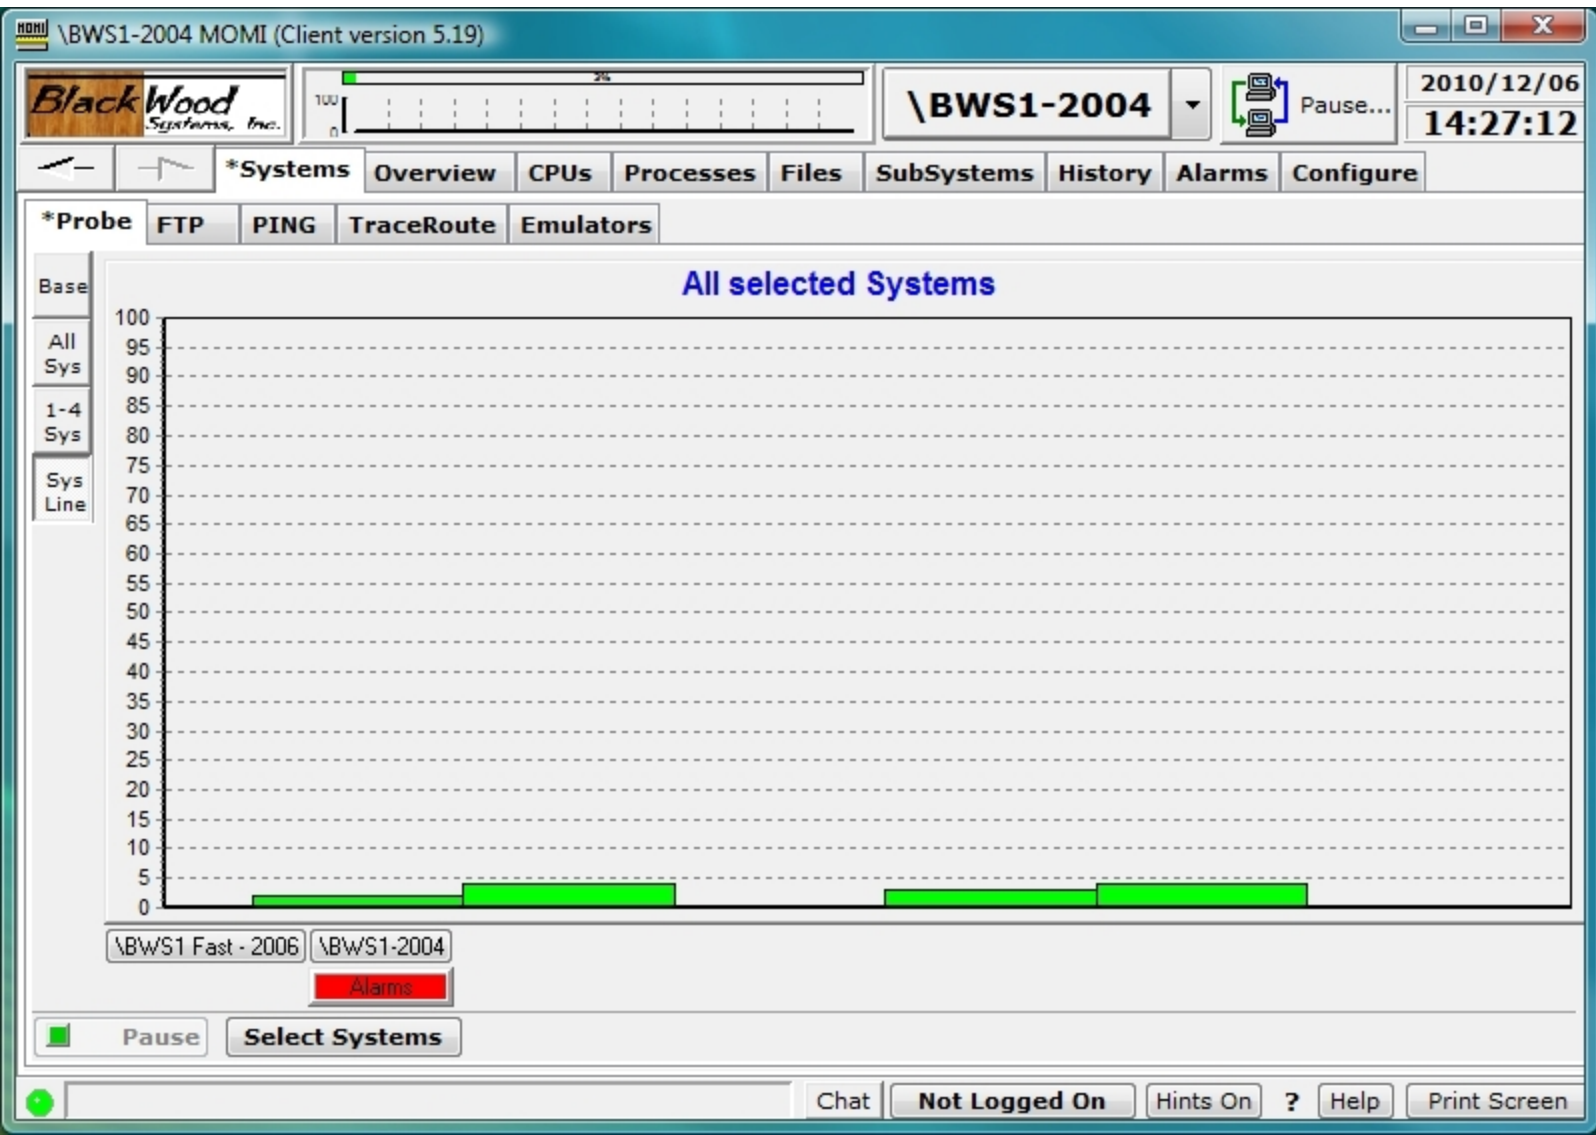 MOMI \BWS1-2004 MOMI (Client version 5.19)
BlackWood Systems, Inc.
3%
100
0
\BWS1-2004
Pause...
2010/12/06
14:27:12
*Systems Overview CPUs Processes Files SubSystems History Alarms Configure
*Probe FTP PING TraceRoute Emulators
Base
All
Sys
1-4
Sys
Sys
Line
All selected Systems
100
95
90
85
80
75
70
65
60
55
50
45
40
35
30
25
20
15
10
5
0
\BWS1 Fast - 2006 \BWS1-2004
Alarms
Pause Select Systems
Chat Not Logged On Hints On ? Help Print Screen